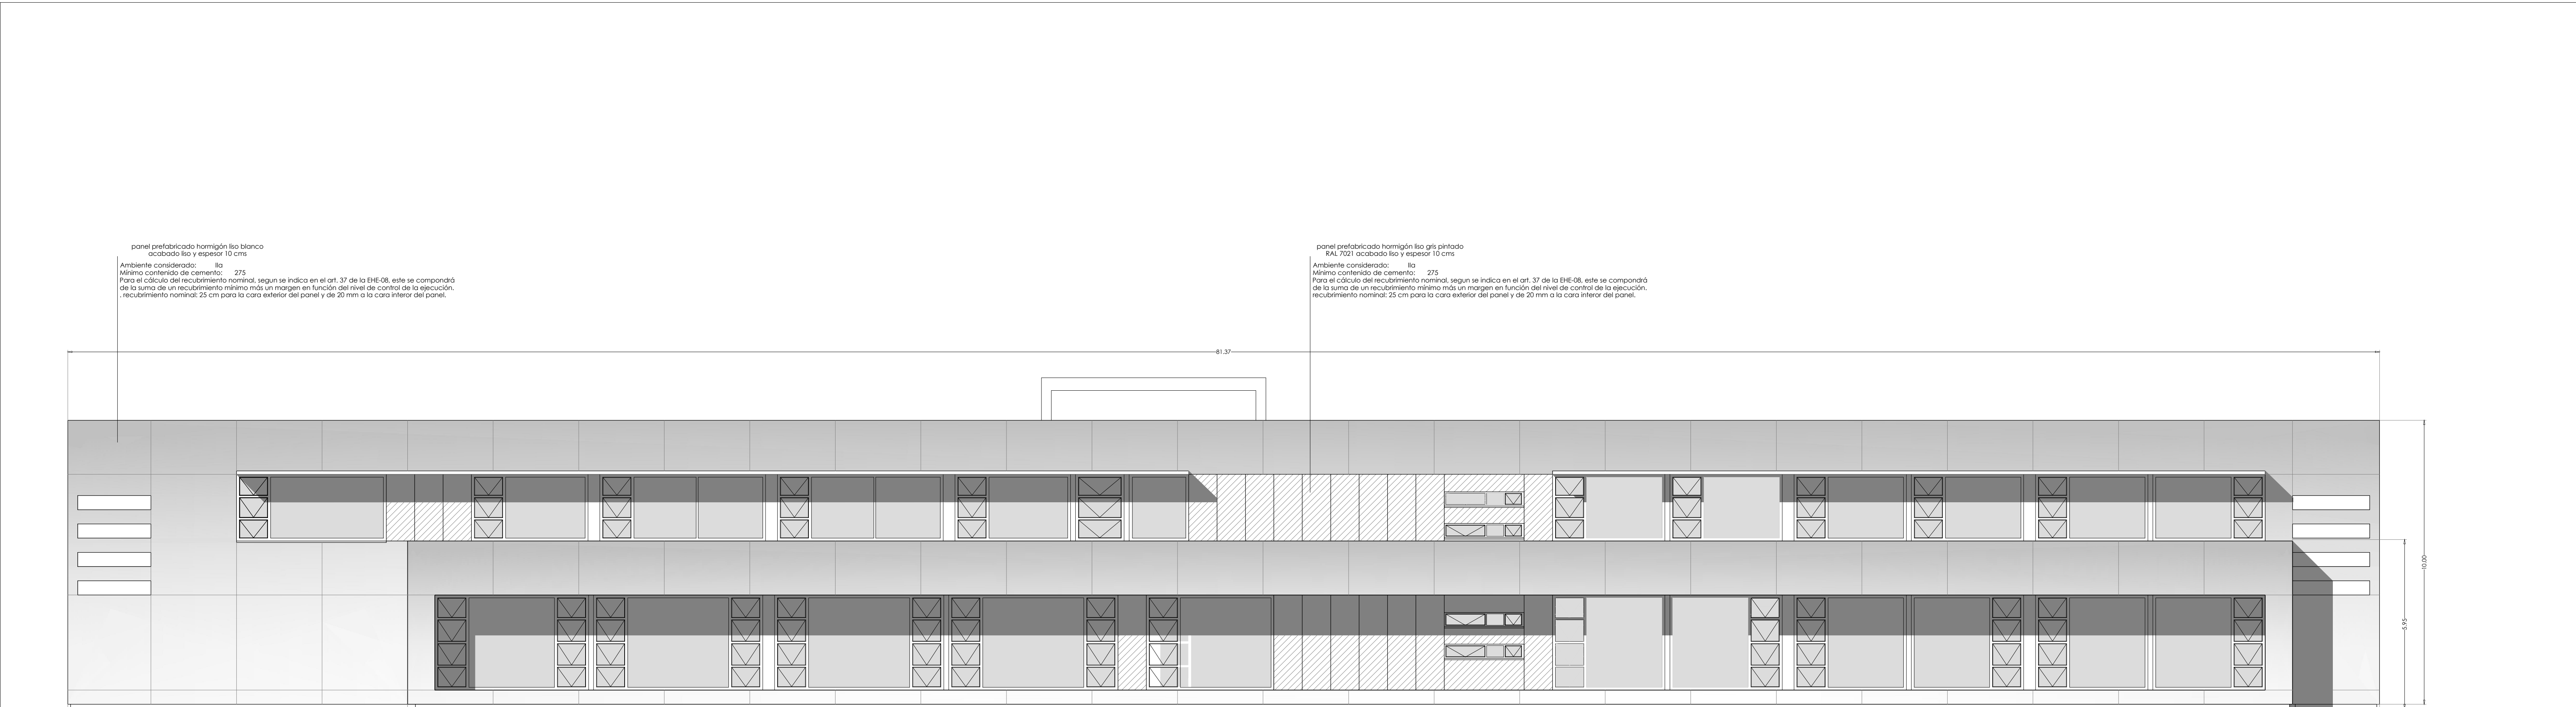 panel prefabricado hormigón liso blanco
acabado liso y espesor 10 cms
Ambiente considerado: IIa
Mínimo contenido de cemento: 275
Para el cálculo del recubrimiento nominal, segun se indica en el art. 37 de la EHE-08, este se compondrá
de la suma de un recubrimiento mínimo más un margen en función del nivel de control de la ejecución.
. recubrimiento nominal: 25 cm para la cara exterior del panel y de 20 mm a la cara interor del panel.
panel prefabricado hormigón liso gris pintado
RAL 7021 acabado liso y espesor 10 cms
Ambiente considerado: IIa
Mínimo contenido de cemento: 275
Para el cálculo del recubrimiento nominal, segun se indica en el art. 37 de la EHE-08, este se compondrá
de la suma de un recubrimiento mínimo más un margen en función del nivel de control de la ejecución.
recubrimiento nominal: 25 cm para la cara exterior del panel y de 20 mm a la cara interor del panel.
81.37
10.00
5.95